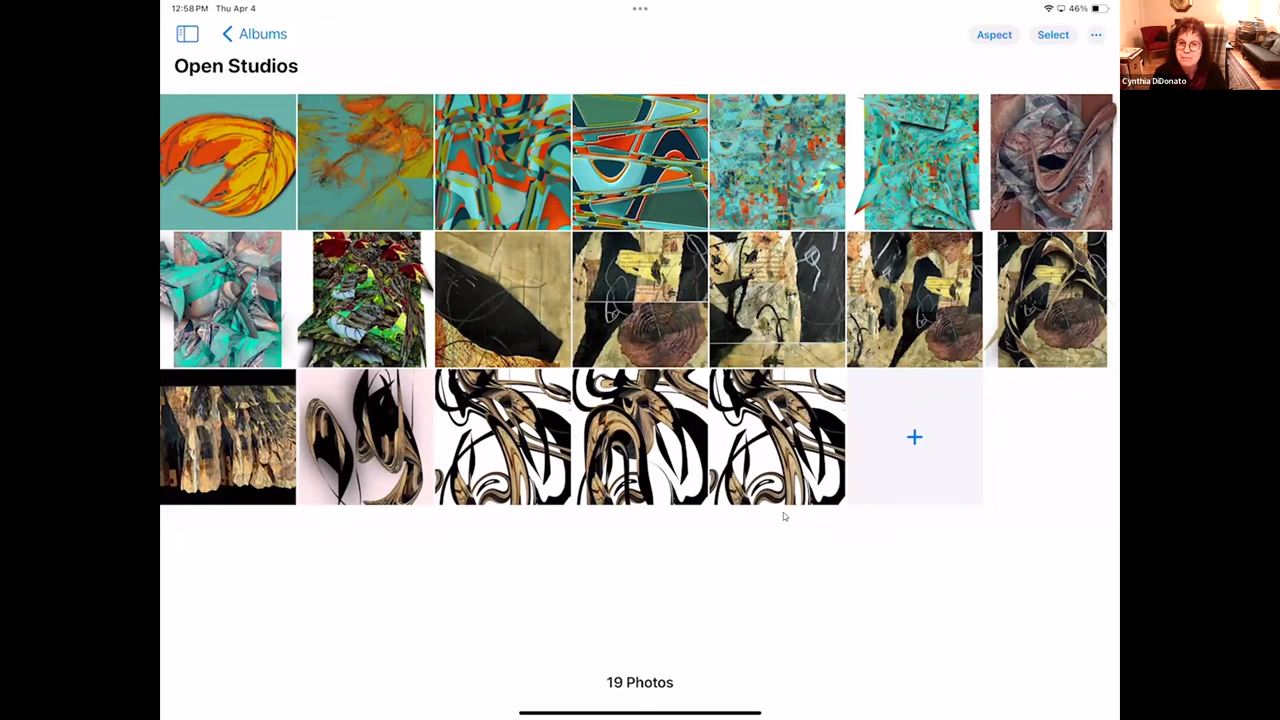 12:58 PM Thu Apr 4
46%
Albums
Aspect
Select
Open Studios
Cynthia DiDonato
19 Photos